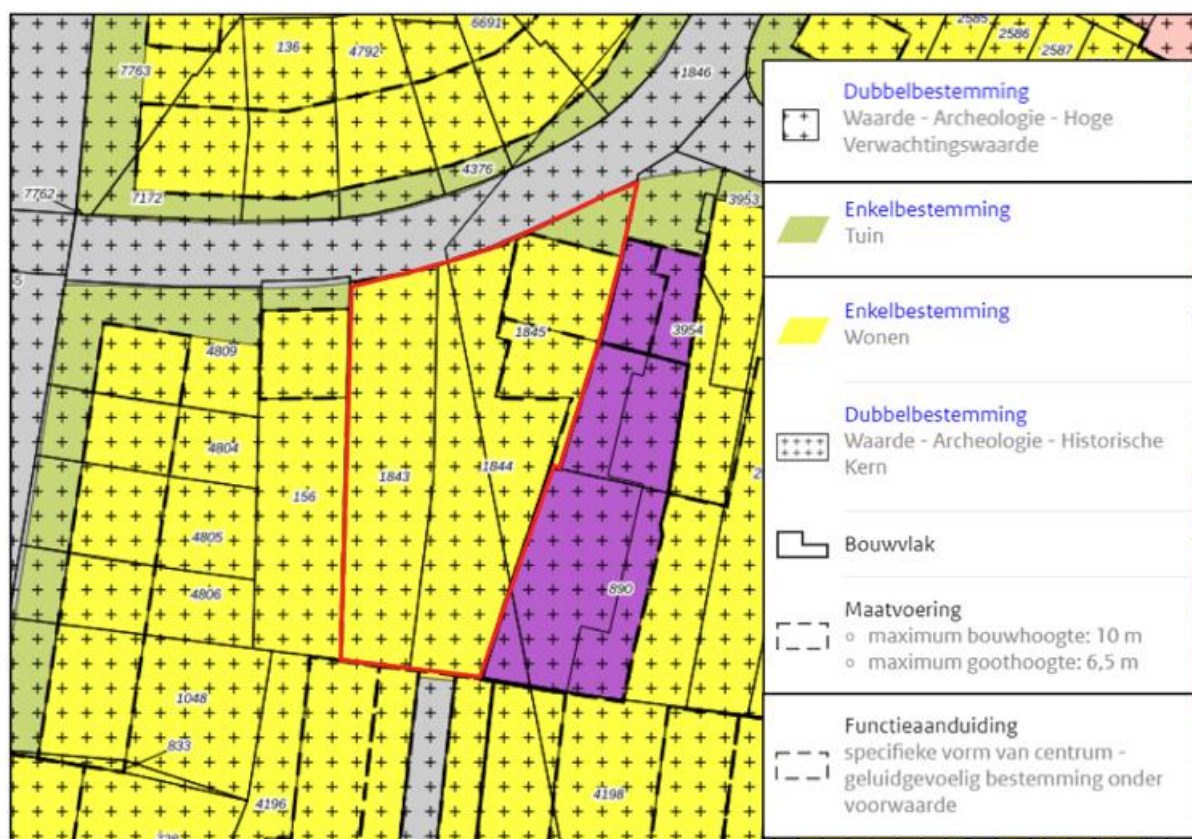 6691
2585
136
4792
2586
2587
7763
1846
4376
7762
7172
3953
1845
3954
4809
4804
1843
1844
156
4805
890
4806
1048
833
4196
4198
Dubbelbestemming
Waarde - Archeologie - Hoge
Verwachtingswaarde
Enkelbestemming
Tuin
Enkelbestemming
Wonen
Dubbelbestemming
Waarde - Archeologie - Historische
Kern
Bouwvlak
Maatvoering
maximum bouwhoogte: 10 m
maximum goothoogte: 6,5 m
Functieaanduiding
specifieke vorm van centrum -
geluidgevoelig bestemming onder
voorwaarde